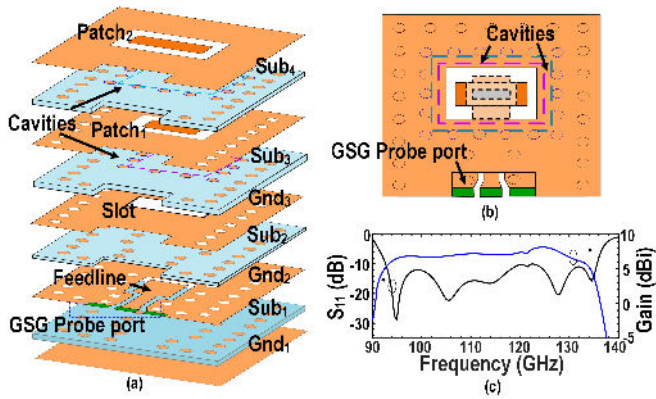 Patch2
Sub4
Cavities
Patch1
Sub3
Gnd3
Slot
Sub2
Feedline
Gnd2
Sub1
GSG Probe port
Gnd1
(a)
Cavities
GSG Probe port
(b)
S11 (dB)
0
-10
-20
-30
10
5
0
-5
Gain (dBi)
90 100 110 120 130 140
Frequency (GHz)
(c)